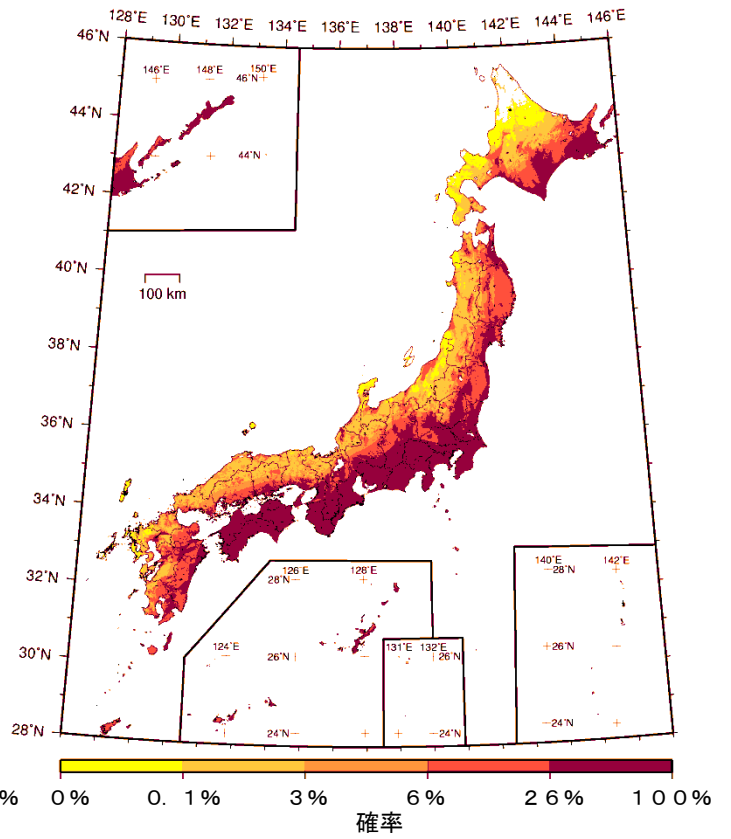 128°E 130°E 132°E 134°E 136°E 138°E 140°E 142°E 144°E 146°E
46°N
146°E 148°E 150°E
46°N
44°N
44°N
42°N
40°N
100 km
38°N
36°N
34°N
32°N
126°E 128°E
28°N
140°E 142°E
28°N
30°N
124°E
26°N
131°E 132°E
26°N
26°N
28°N
24°N
24°N
24°N
% 0% 0.1% 3% 6% 26% 100%
確率